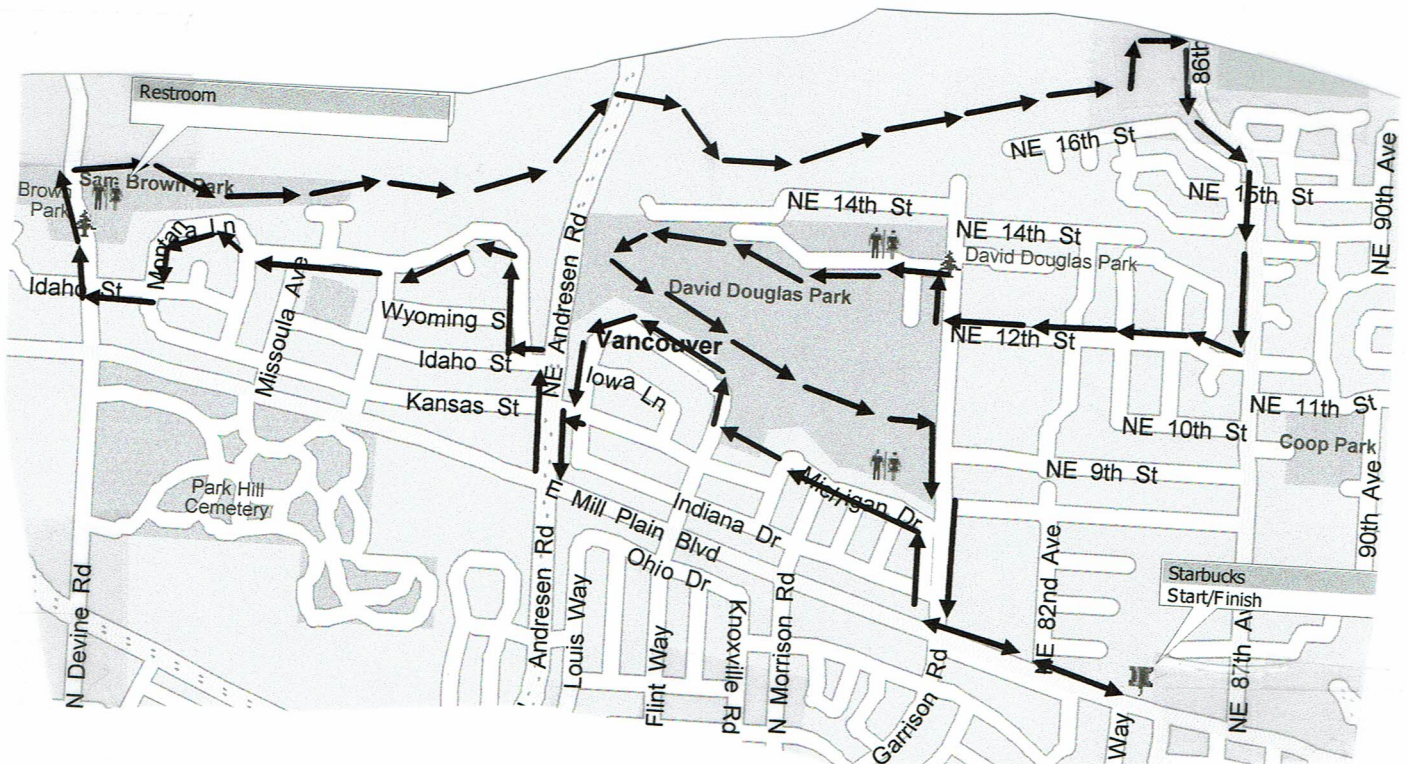 86th
Restroom
NE 16th St
NE 90th Ave
Sam Brown Park
Brown
Park
NE 15th St
Montana Ln
NE 14th St
NE 14th St
David Douglas Park
Idaho St
Missoula Ave
NE Andresen Rd
David Douglas Park
Wyoming S
NE 12th St
Vancouver
Idaho St
Iowa Ln
Kansas St
NE 11th St
NE 10th St
Coop Park
NE 9th St
Park Hill
Cemetery
E
Michigan Dr
Indiana Dr
Mill Plain Blvd
Ohio Dr
90th Ave
NE 82nd Ave
Starbucks
Start/Finish
N Devine Rd
Andresen Rd
Louis Way
Flint Way
Knoxville Rd
N Morrison Rd
Garrison Rd
Way
NE 87th